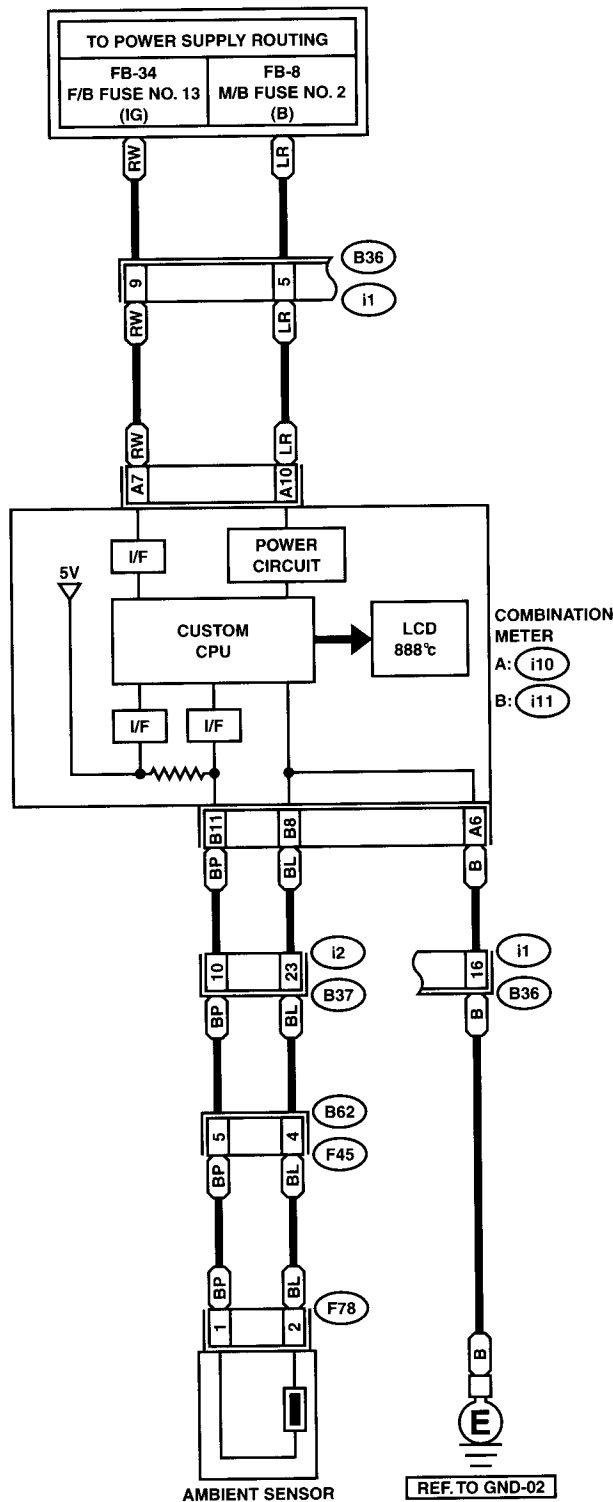 TO POWER SUPPLY ROUTING
FB-34
F/B FUSE NO. 13
(IG)
FB-8
M/B FUSE NO. 2
(B)
RW
LR
9
5
B36
i1
RW
LR
RW
LR
A7
A10
I/F
POWER
CIRCUIT
5V
CUSTOM
CPU
LCD
888°c
COMBINATION
METER
A: i10
B: i11
I/F
I/F
B11
B8
A6
BP
BL
B
10
23
i2
B37
16
i1
B36
BP
BL
B
5
4
B62
F45
BP
BL
BP
BL
F78
1
2
B
E
AMBIENT SENSOR
REF. TO GND-02